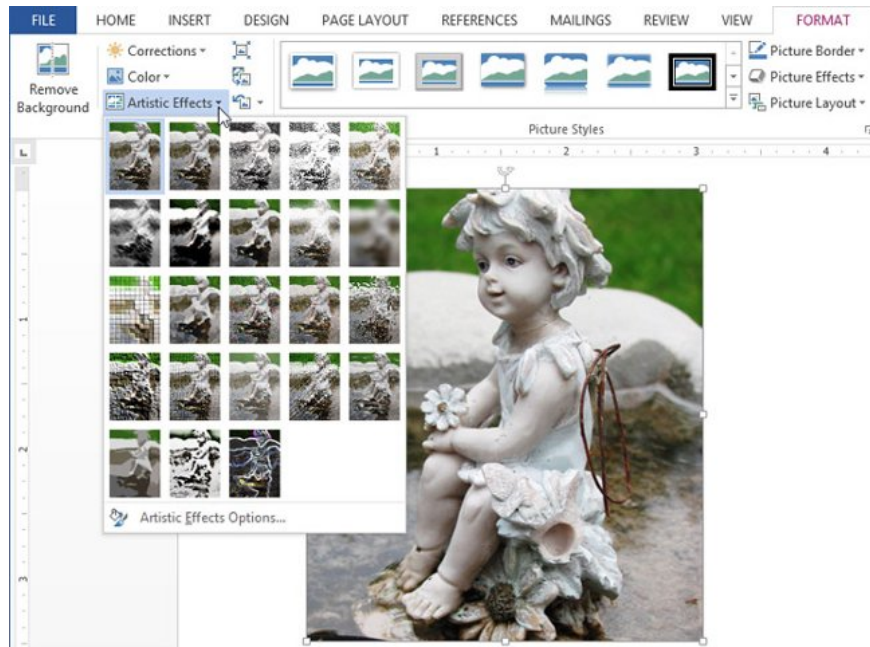 FILE HOME INSERT DESIGN PAGE LAYOUT REFERENCES MAILINGS REVIEW VIEW FORMAT
Remove
Background
Corrections
Color
Artistic Effects
Picture Border
Picture Effects
Picture Layout
Picture Styles
1 2 3 4
Artistic Effects Options...
1
2
3